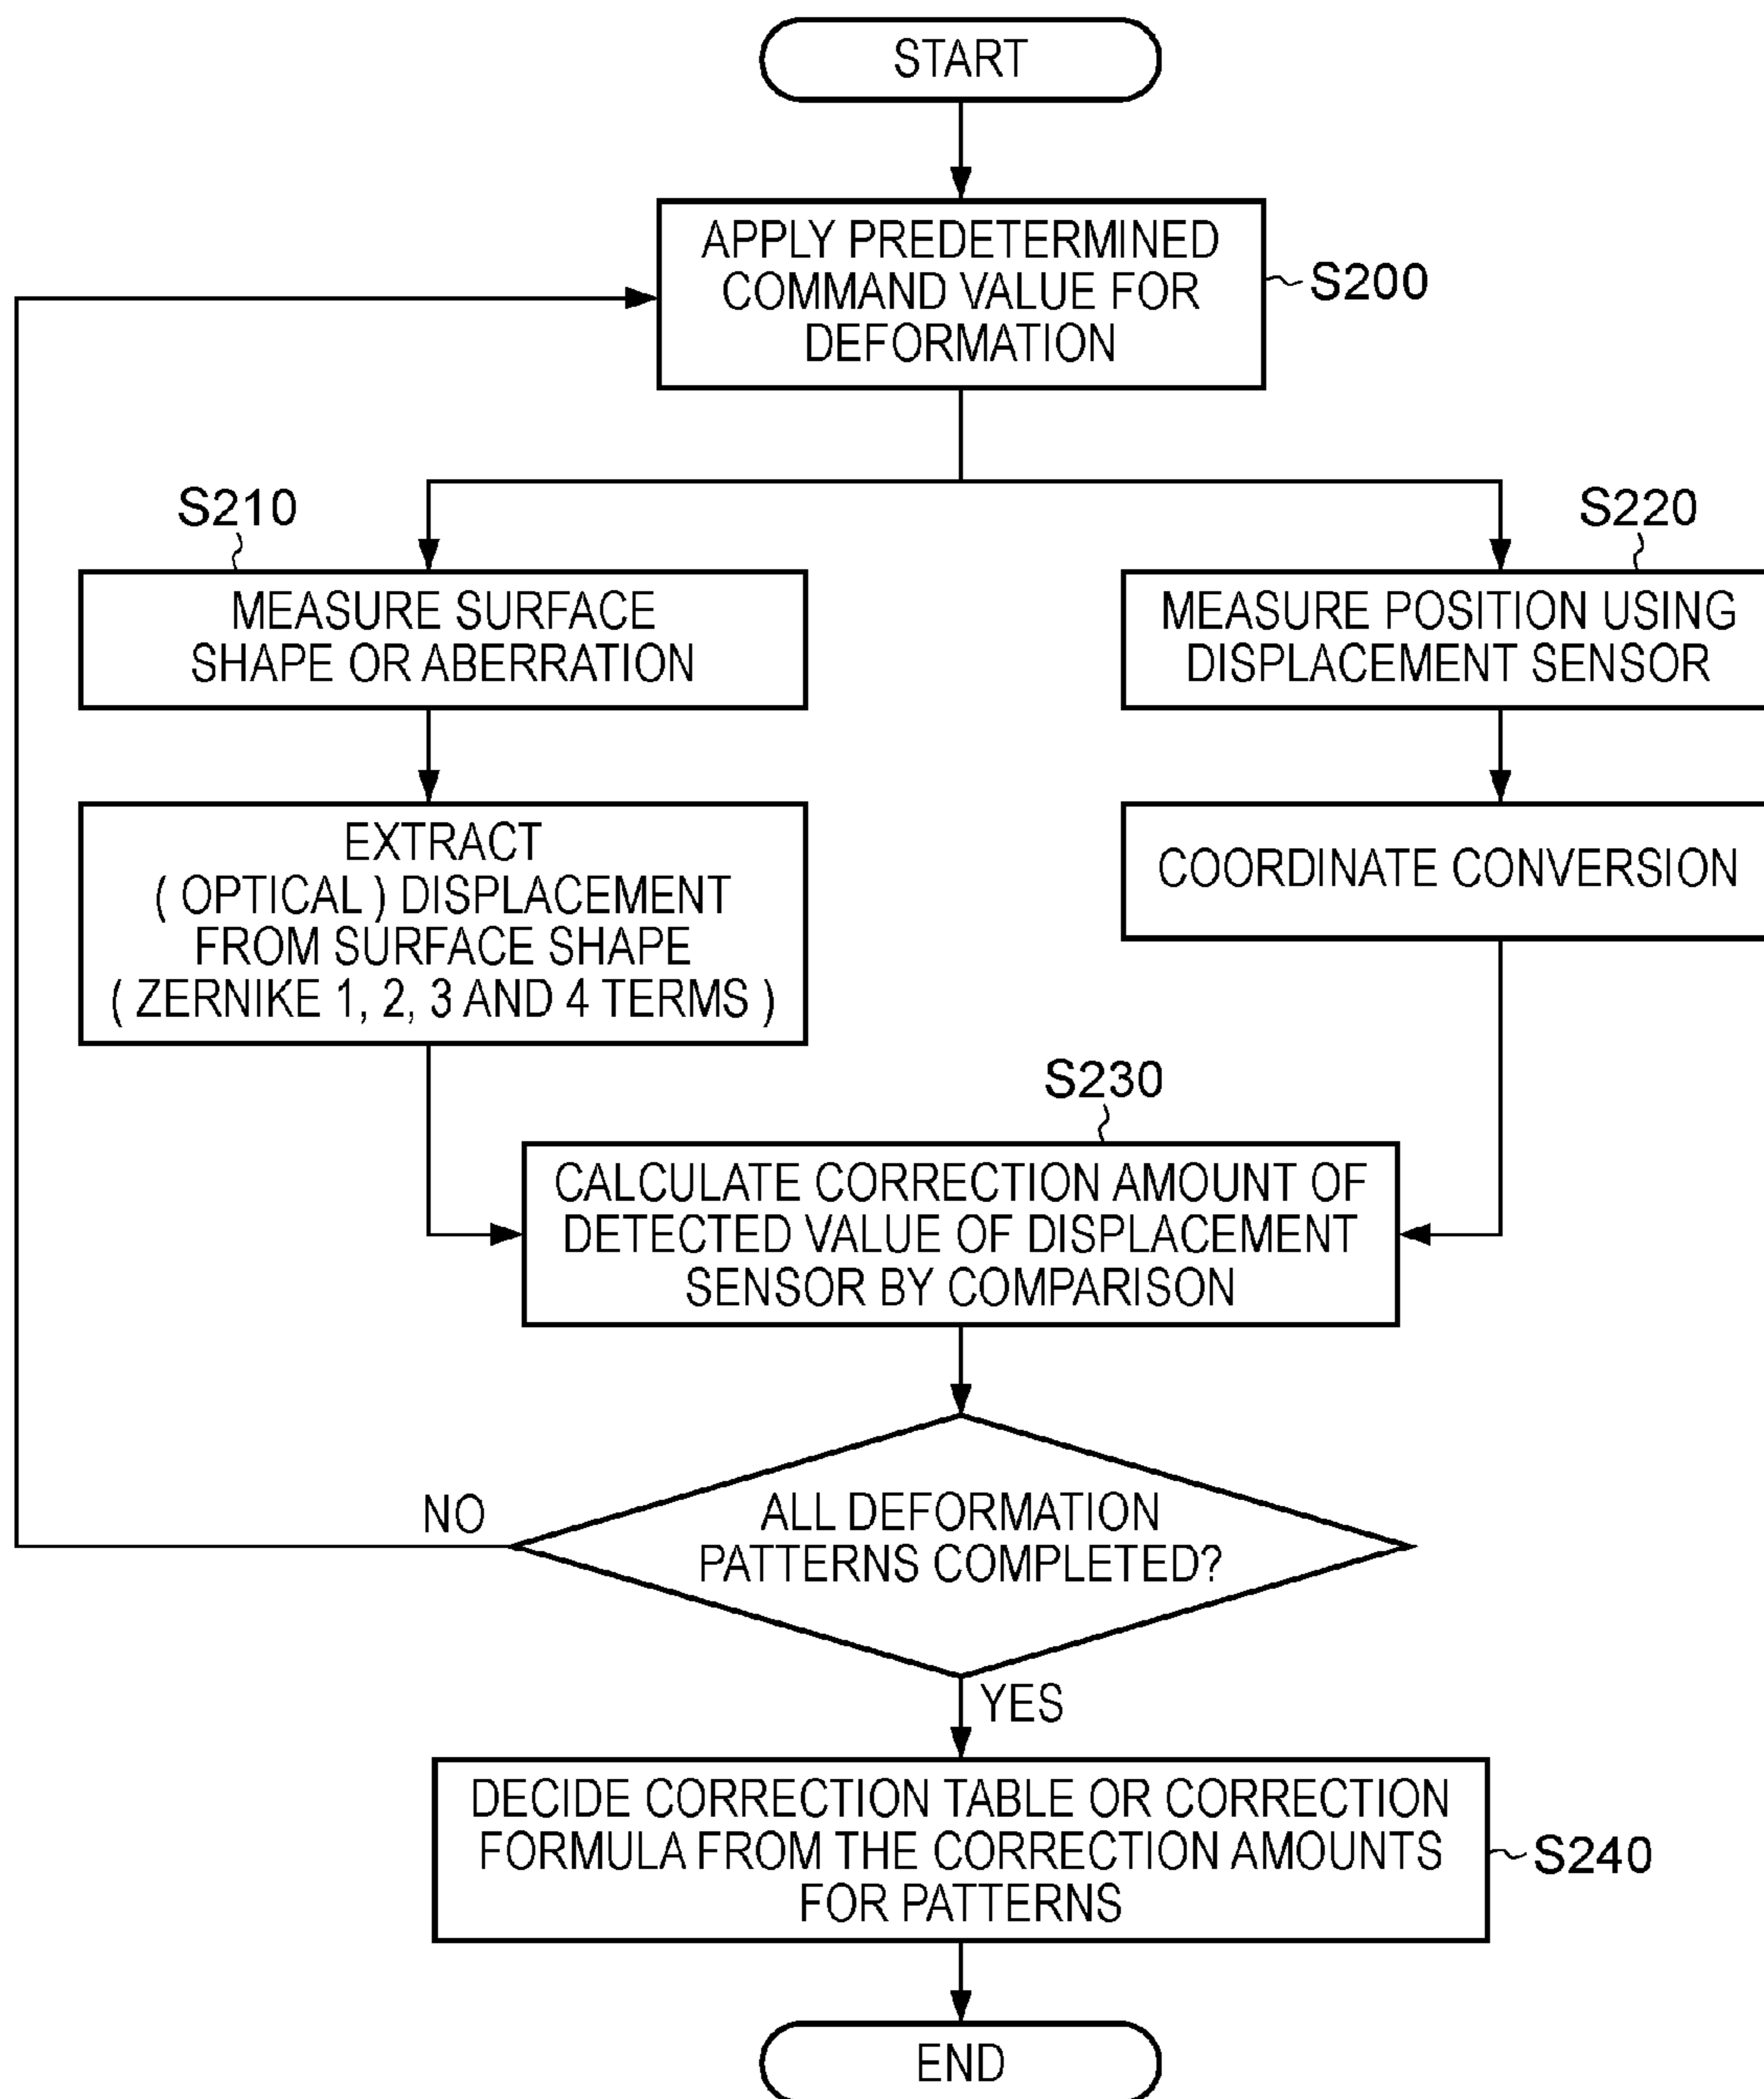 START
APPLY PREDETERMINED
COMMAND VALUE FOR
DEFORMATION
S200
S210
MEASURE SURFACE
SHAPE OR ABERRATION
S220
MEASURE POSITION USING
DISPLACEMENT SENSOR
EXTRACT
( OPTICAL ) DISPLACEMENT
FROM SURFACE SHAPE
( ZERNIKE 1, 2, 3 AND 4 TERMS )
COORDINATE CONVERSION
S230
CALCULATE CORRECTION AMOUNT OF
DETECTED VALUE OF DISPLACEMENT
SENSOR BY COMPARISON
NO
ALL DEFORMATION
PATTERNS COMPLETED?
YES
DECIDE CORRECTION TABLE OR CORRECTION
FORMULA FROM THE CORRECTION AMOUNTS
FOR PATTERNS
S240
END